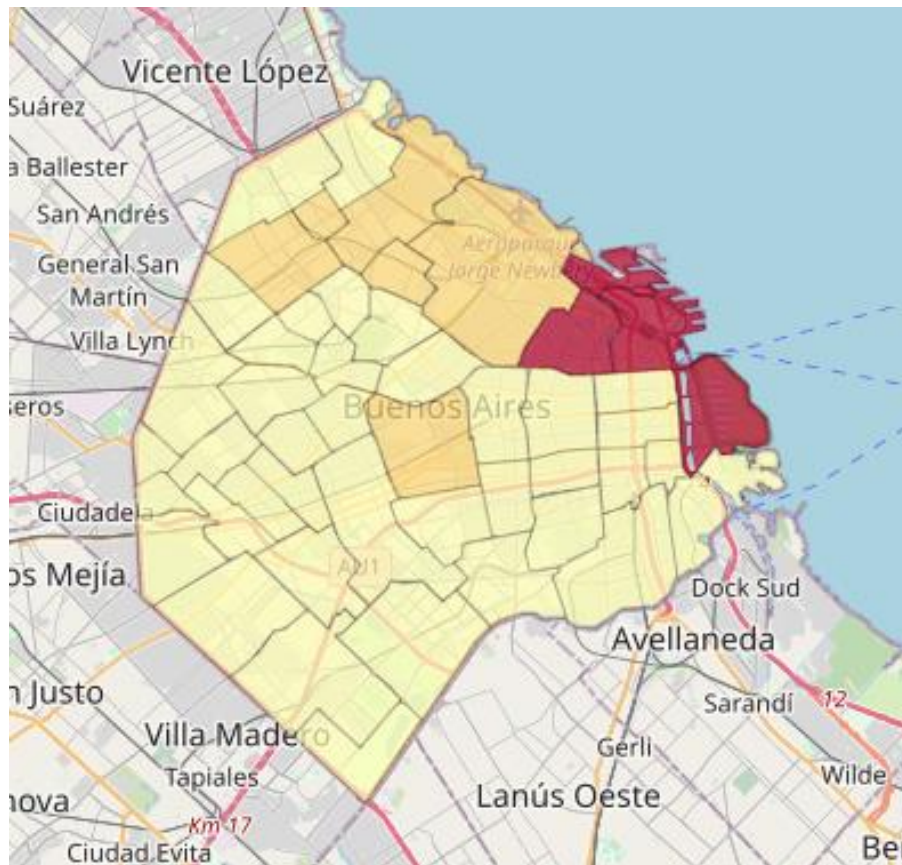 Vicente López
Suárez
a Ballester
San Andrés
General San
Martín
Villa Lynch
seros
Aeroparque
Jorge Newbery
Buenos Aires
Ciudadela
os Mejía
AU1
Dock Sud
Avellaneda
n Justo
12
Sarandí
Villa Madero
Gerli
Tapiales
Wilde
nova
Lanús Oeste
Km 17
Ciudad Evita
Be